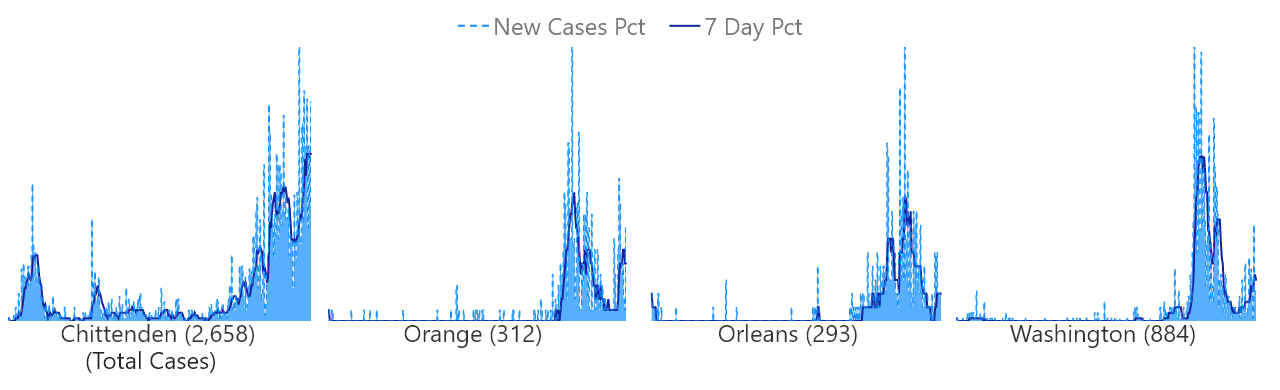 New Cases Pct 7 Day Pct
Chittenden (2,658) Orange (312) Orleans (293) Washington (884)
(Total Cases)